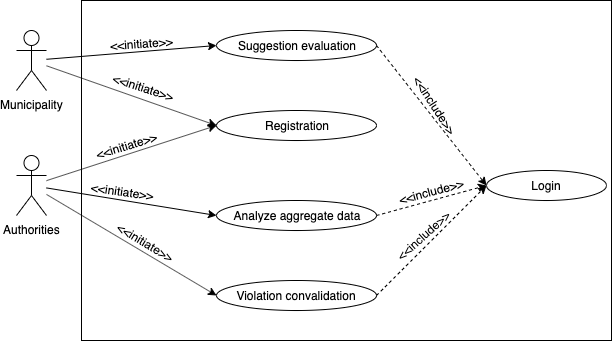 <<initiate>>
Suggestion evaluation
<<include>>
Municipality
<<initiate>>
Registration
<<initiate>>
Authorities
<<initiate>>
Analyze aggregate data
<<include>>
Login
<<initiate>>
Violation convalidation
<<include>>